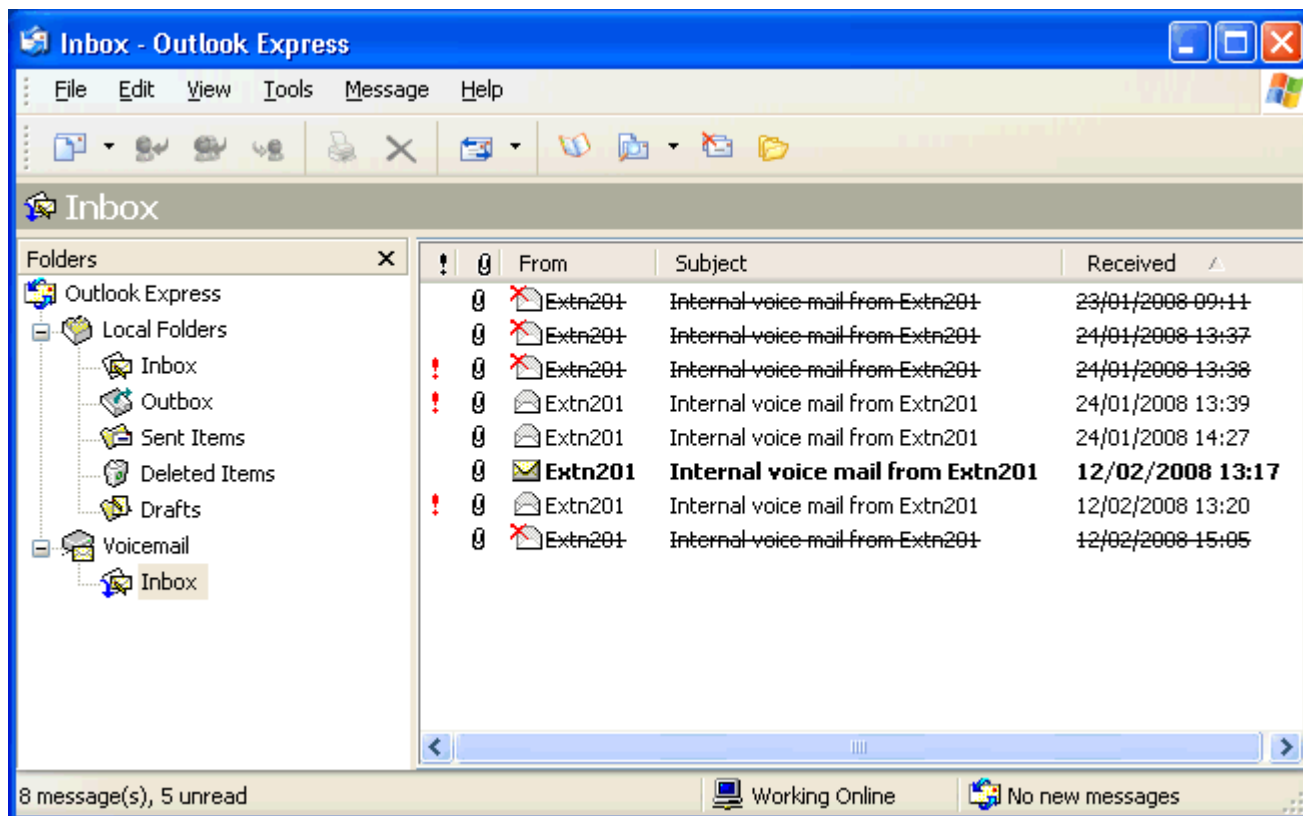 Inbox - Outlook Express
File Edit View Tools Message Help
Inbox
Folders
Outlook Express
Local Folders
Inbox
Outbox
Sent Items
Deleted Items
Drafts
Voicemail
Inbox
! From Subject Received
Extn201 Internal voice mail from Extn201 23/01/2008 09:11
Extn201 Internal voice mail from Extn201 24/01/2008 13:37
! Extn201 Internal voice mail from Extn201 24/01/2008 13:38
! Extn201 Internal voice mail from Extn201 24/01/2008 13:39
Extn201 Internal voice mail from Extn201 24/01/2008 14:27
Extn201 Internal voice mail from Extn201 12/02/2008 13:17
! Extn201 Internal voice mail from Extn201 12/02/2008 13:20
Extn201 Internal voice mail from Extn201 12/02/2008 15:05
8 message(s), 5 unread Working Online No new messages